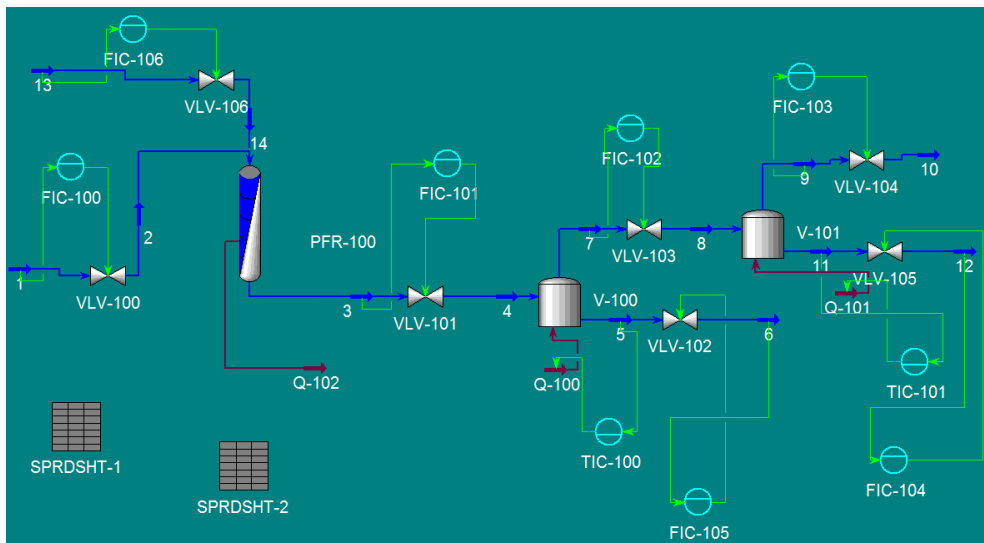 FIC-106
13
VLV-106
14
FIC-103
FIC-102
FIC-100
FIC-101
9
VLV-104
10
2
PFR-100
7
VLV-103
8
V-101
11
VLV-105
12
1
VLV-100
3
VLV-101
4
V-100
5
VLV-102
6
Q-101
Q-102
Q-100
TIC-101
TIC-100
SPRDSHT-1
SPRDSHT-2
FIC-104
FIC-105